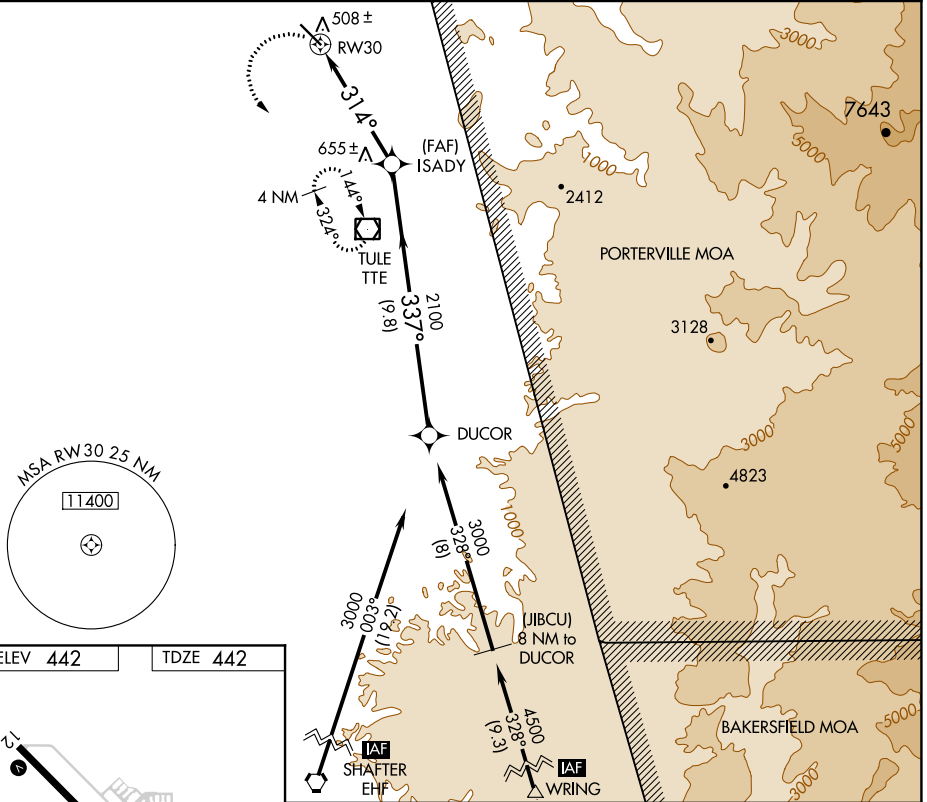 508 ±
RW30
3000
7643
314°
5000
655 ±
(FAF)
ISADY
1000
2412
4 NM
144°
324°
TULE
TTE
PORTERVILLE MOA
2100
337°
(9.8)
3128
DUCOR
3000
5000
MSA RW30 25 NM
11400
4823
1000
3000
328°
(8)
3000
003°
(19.2)
(JIBCU)
8 NM to
DUCOR
ELEV 442
TDZE 442
4500
328°
(9.3)
BAKERSFIELD MOA
5000
12
V
IAF
SHAFTER
EHF
IAF
WRING
3000